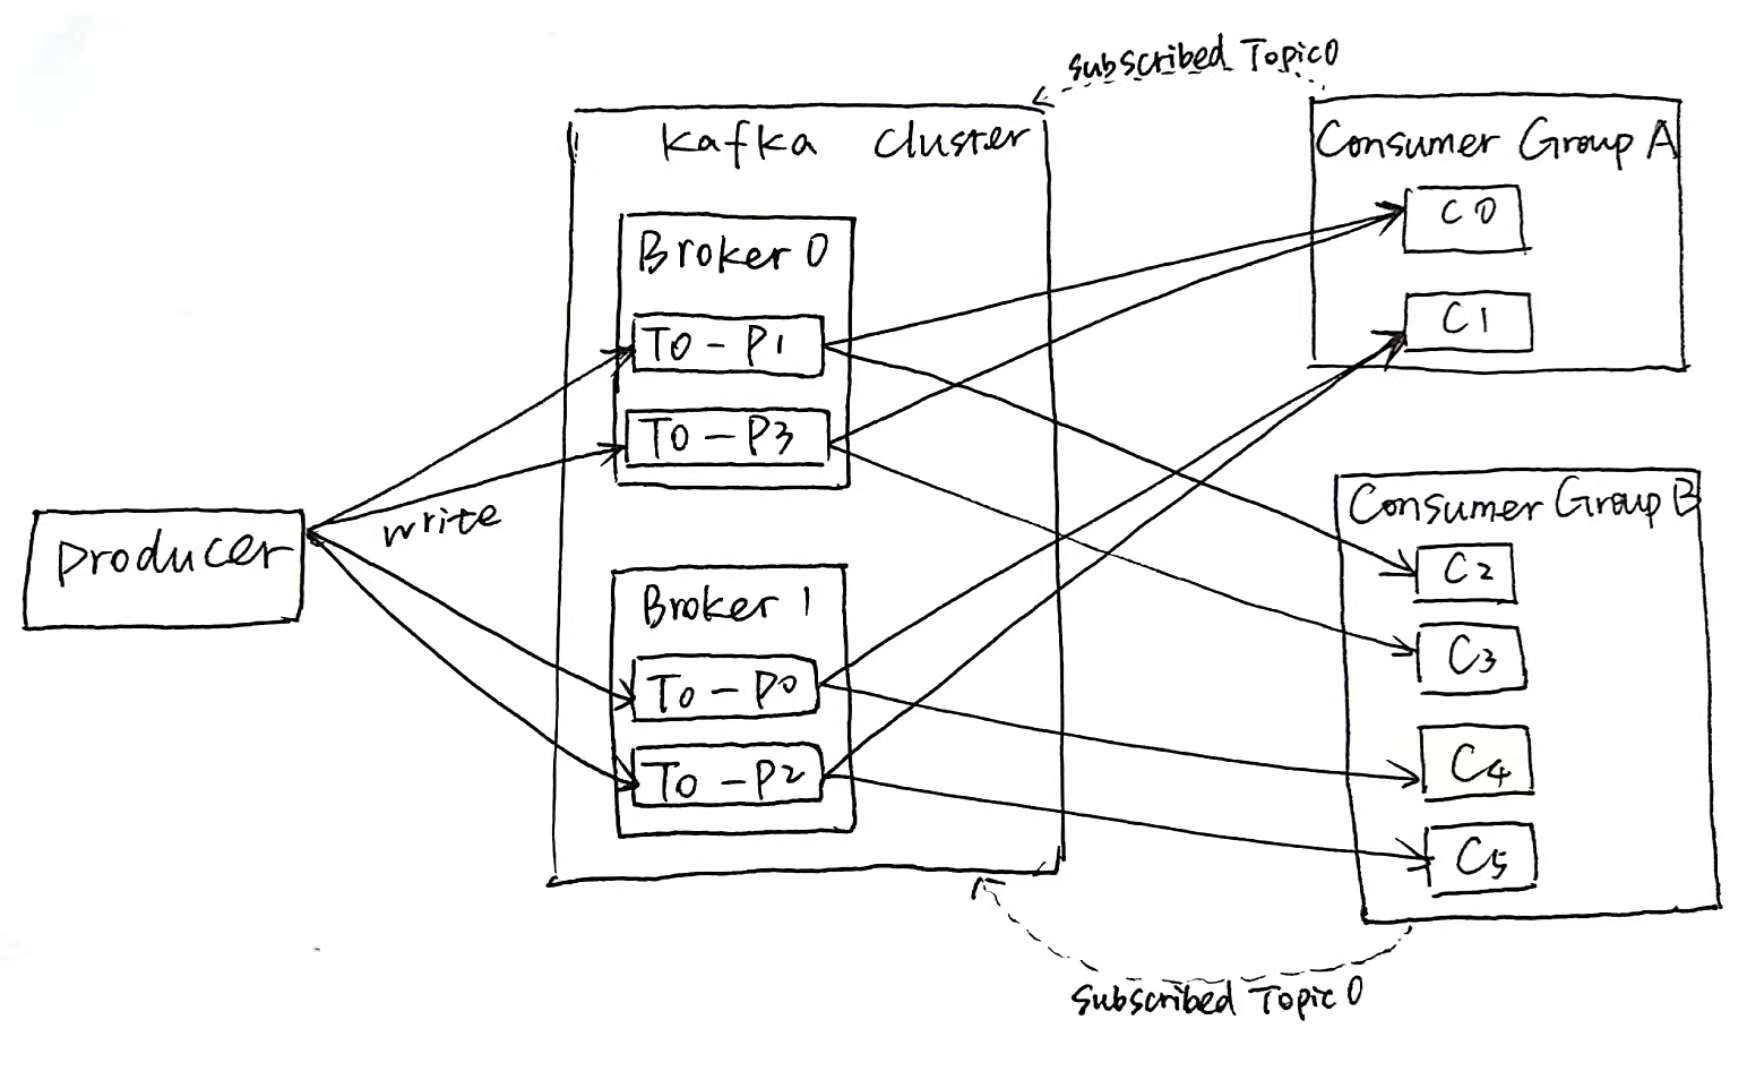 subscribed Topic0
Kafka Cluster
Consumer Group A
C0
Broker 0
C1
T0 - P1
T0 - P3
Consumer Group B
write
Producer
C2
Broker 1
C3
T0 - P0
C4
T0 - P2
C5
subscribed Topic 0